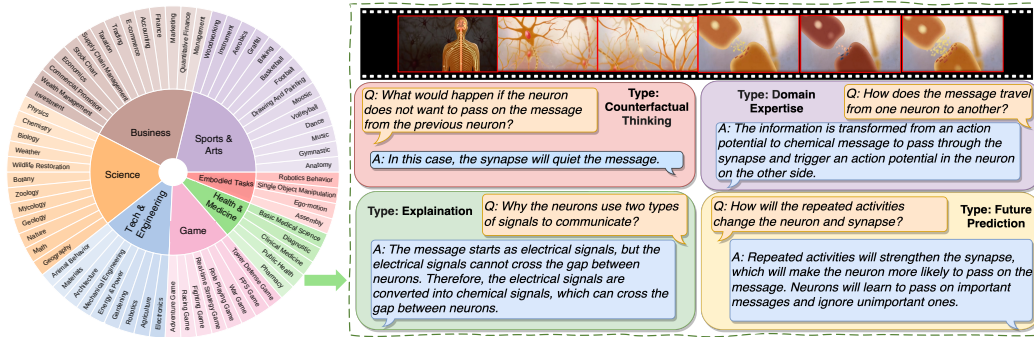 Business
Sports &
Arts
Embodied Tasks
Health &
Medicine
Game
Tech &
Engineering
Science
Marketing
Finance
Accounting
E-commerce
Trading
Taxation
Supply Chain Management
Stock Chart
Economics
Commercial Promotion
Wealth Management
Investment
Physics
Chemistry
Biology
Weather
Wildlife Restoration
Botany
Zoology
Mycology
Geology
Nature
Math
Geography
Animal Behavior
Materials
Architecture
Mechanical Engineering
Energy & Power
Gardening
Robotics
Agriculture
Electronics
Adventure Game
Racing Game
Fighting Game
Real-time Strategy Game
Role Playing Game
War Game
FPS Game
Tower Defense Game
Pharmacy
Public Health
Clinical Medicine
Diagnostic
Basic Medical Science
Assembly
Ego-motion
Single Object Manipulation
Robotics Behavior
Anatomy
Gymnastic
Music
Dance
Volleyball
Mosaic
Drawing And Painting
Football
Basketball
Baking
Graffiti
Aerobics
Instrument
Woodworking
Management
Quantitative Finance
Q: What would happen if the neuron
does not want to pass on the message
from the previous neuron?
Type:
Counterfactual
Thinking
A: In this case, the synapse will quiet the message.
Type: Domain
Expertise
Q: How does the message travel
from one neuron to another?
A: The information is transformed from an action
potential to chemical message to pass through the
synapse and trigger an action potential in the neuron
on the other side.
Type: Explaination
Q: Why the neurons use two types
of signals to communicate?
A: The message starts as electrical signals, but the
electrical signals cannot cross the gap between
neurons. Therefore, the electrical signals are
converted into chemical signals, which can cross the
gap between neurons.
Q: How will the repeated activities
change the neuron and synapse?
Type: Future
Prediction
A: Repeated activities will strengthen the synapse,
which will make the neuron more likely to pass on the
message. Neurons will learn to pass on important
messages and ignore unimportant ones.